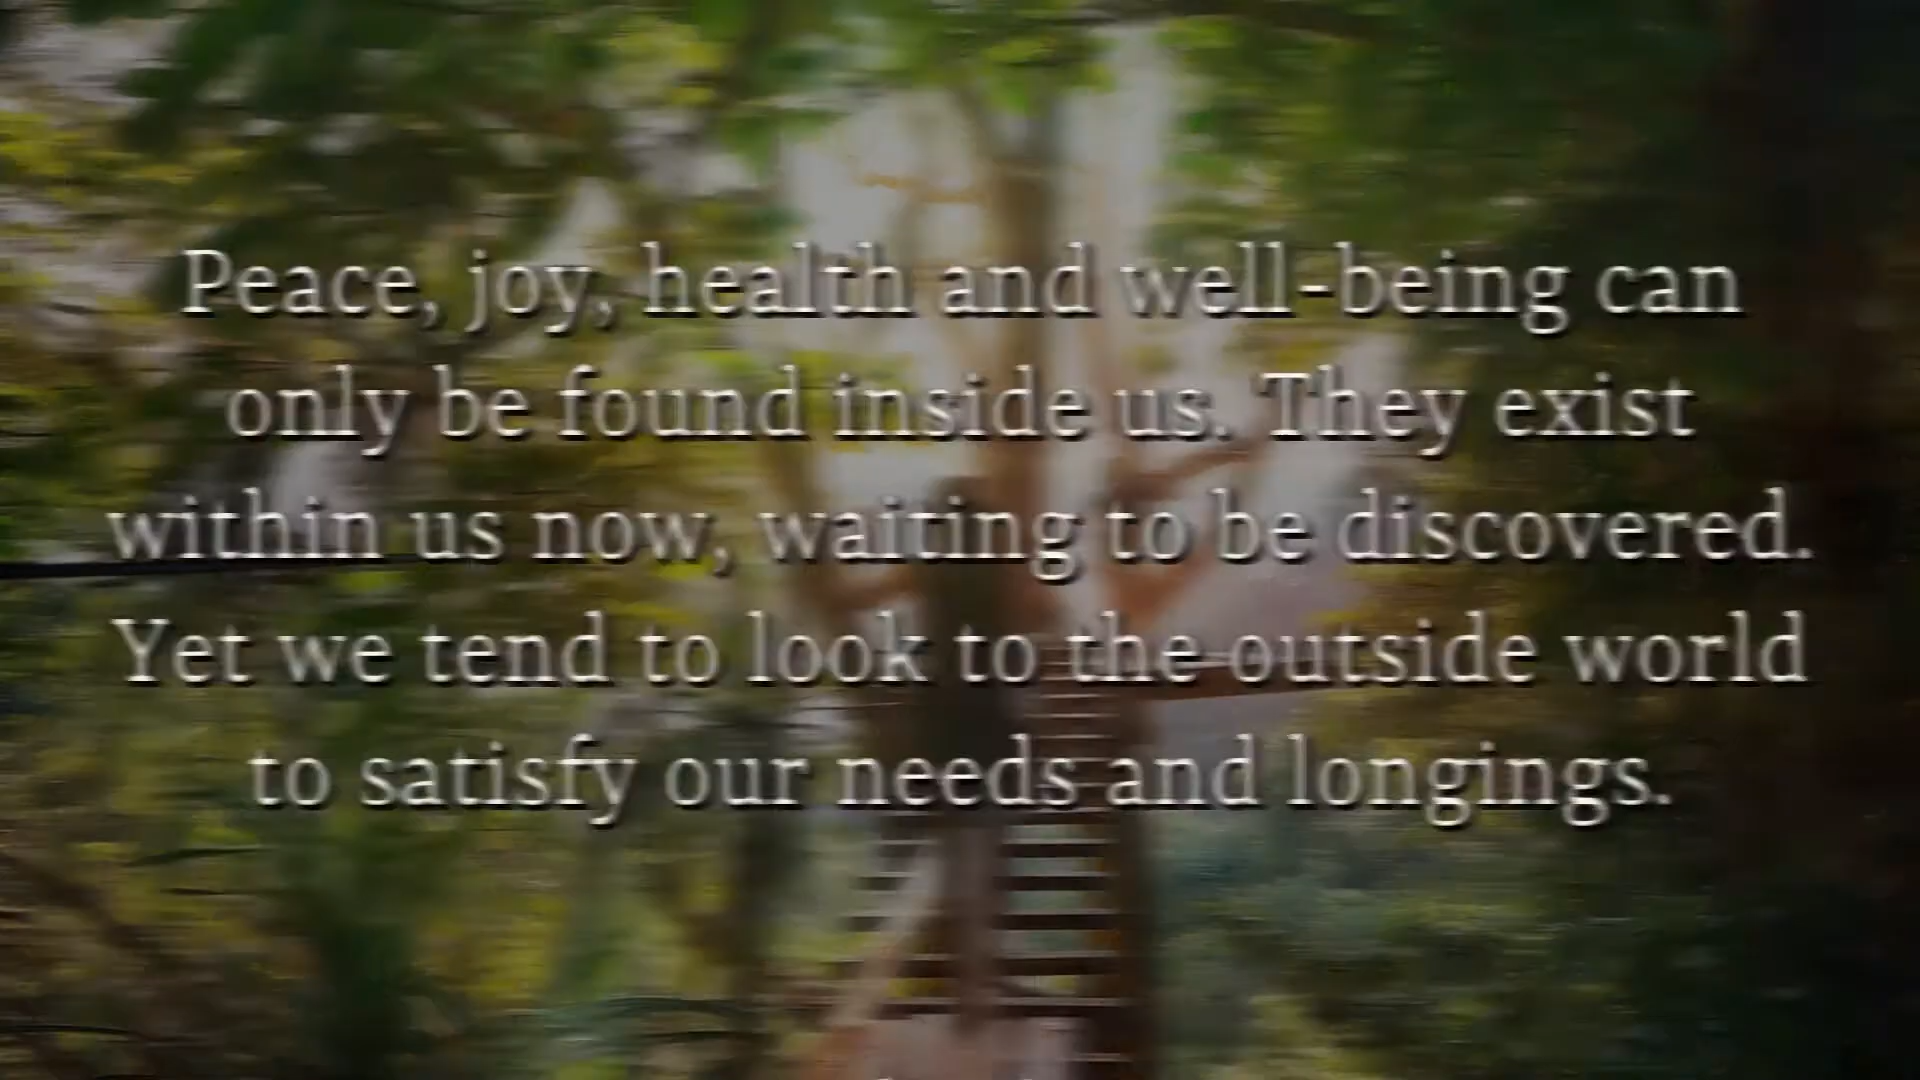 Peace, joy, health and well-being can
only be found inside us. They exist
within us now, waiting to be discovered.
Yet we tend to look to the outside world
to satisfy our needs and longings.